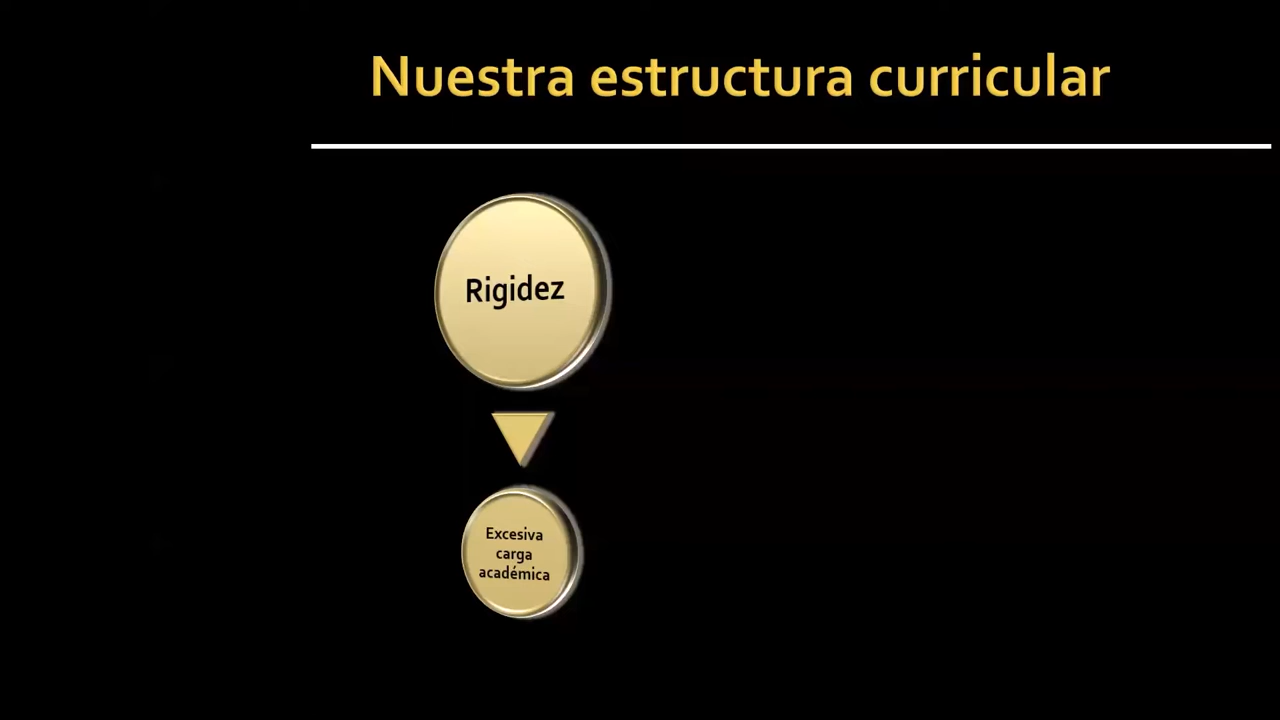 Nuestra estructura curricular
Rigidez
Excesiva
carga
académica